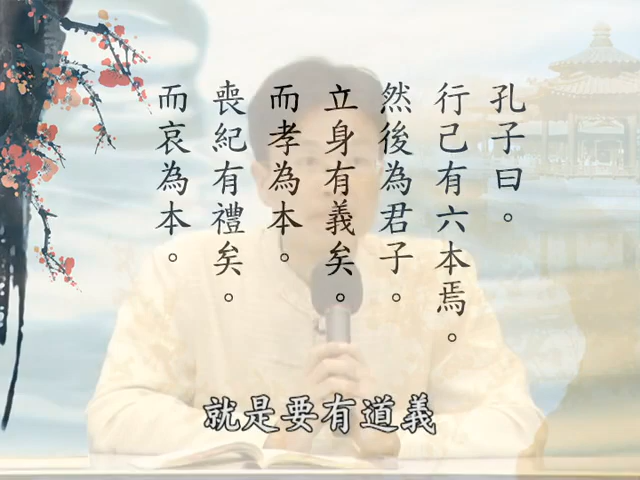 孔子曰。
行己有六本焉。
然後為君子。
立身有義矣。
而孝為本。
喪紀有禮矣。
而哀為本。
就是要有道義